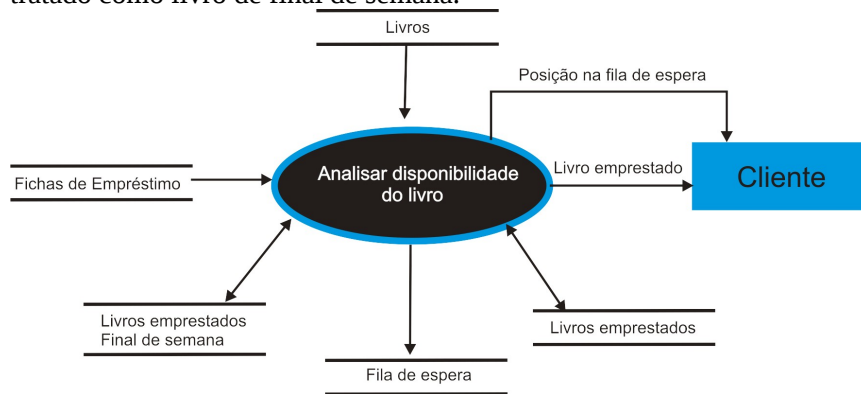 tratado como livro de final de semana.
Livros
Posição na fila de espera
Fichas de Empréstimo
Analisar disponibilidade
do livro
Livro emprestado
Cliente
Livros emprestados
Final de semana
Livros emprestados
Fila de espera